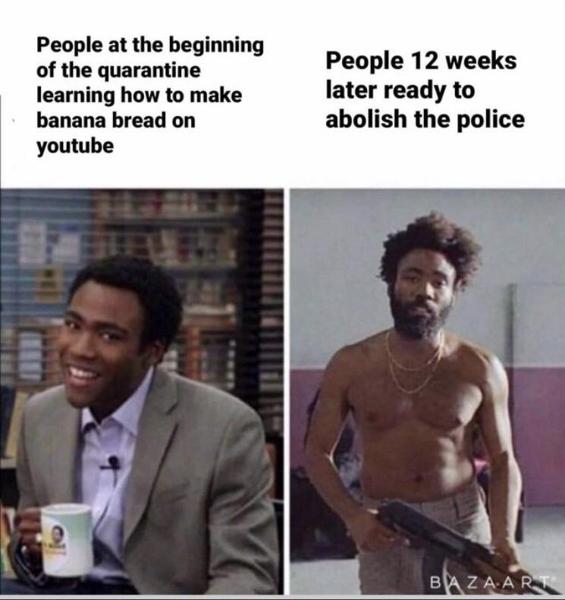 People at the beginning
of the quarantine
learning how to make
banana bread on
youtube
People 12 weeks
later ready to
abolish the police
BAZAART